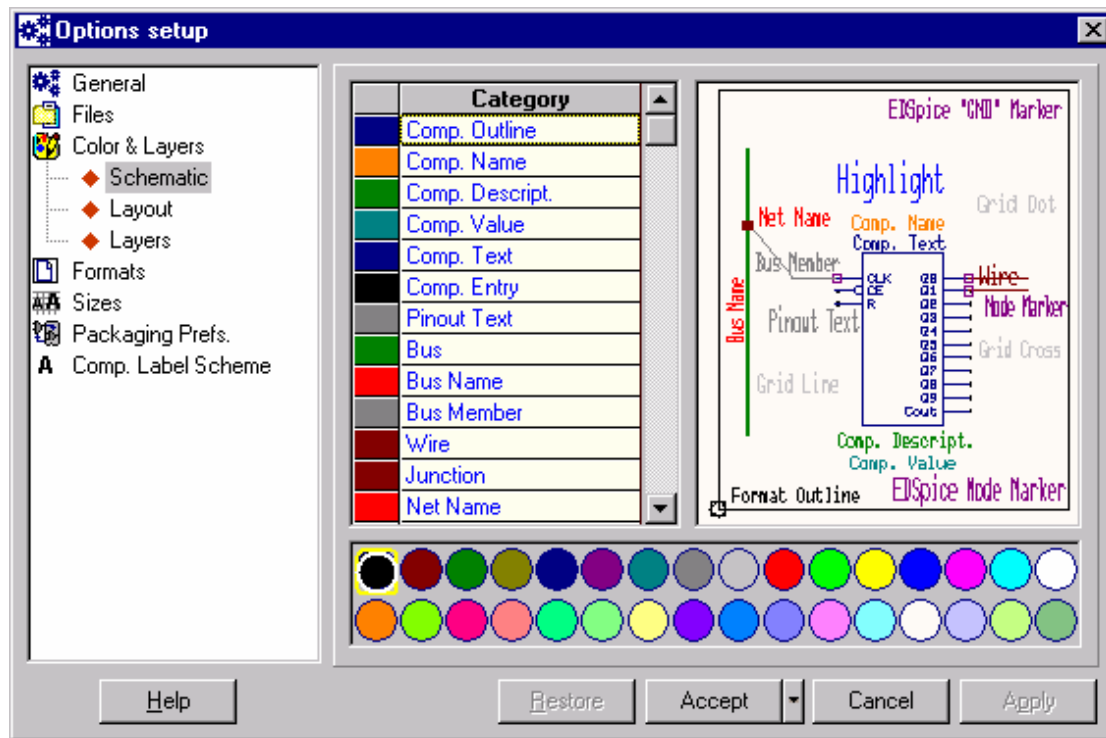 Options setup
General
Files
Color & Layers
Schematic
Layout
Layers
Formats
Sizes
Packaging Prefs.
A Comp. Label Scheme
Category
Comp. Outline
Comp. Name
Comp. Descript.
Comp. Value
Comp. Text
Comp. Entry
Pinout Text
Bus
Bus Name
Bus Member
Wire
Junction
Net Name
EDSpice "GND" Marker
Highlight
Grid Dot
Net Name
Comp. Name
Comp. Text
Bus Member
Wire
Node Marker
Bus Name
Pinout Text
CLK
CE
R
Q0
Q1
Q2
Q3
Q4
Q5
Q6
Q7
Q8
Q9
Cout
Grid Cross
Grid Line
Comp. Descript.
Comp. Value
Format Outline
EDSpice Node Marker
Help
Restore
Accept
Cancel
Apply